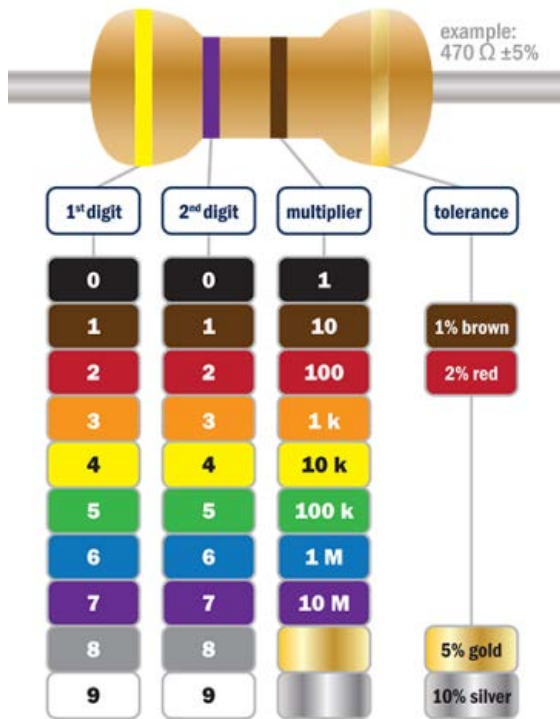 example:
470 Ω ±5%
1st digit 2nd digit multiplier tolerance
0 0 1
1 1 10 1% brown
2 2 100 2% red
3 3 1 k
4 4 10 k
5 5 100 k
6 6 1 M
7 7 10 M
8 8 5% gold
9 9 10% silver